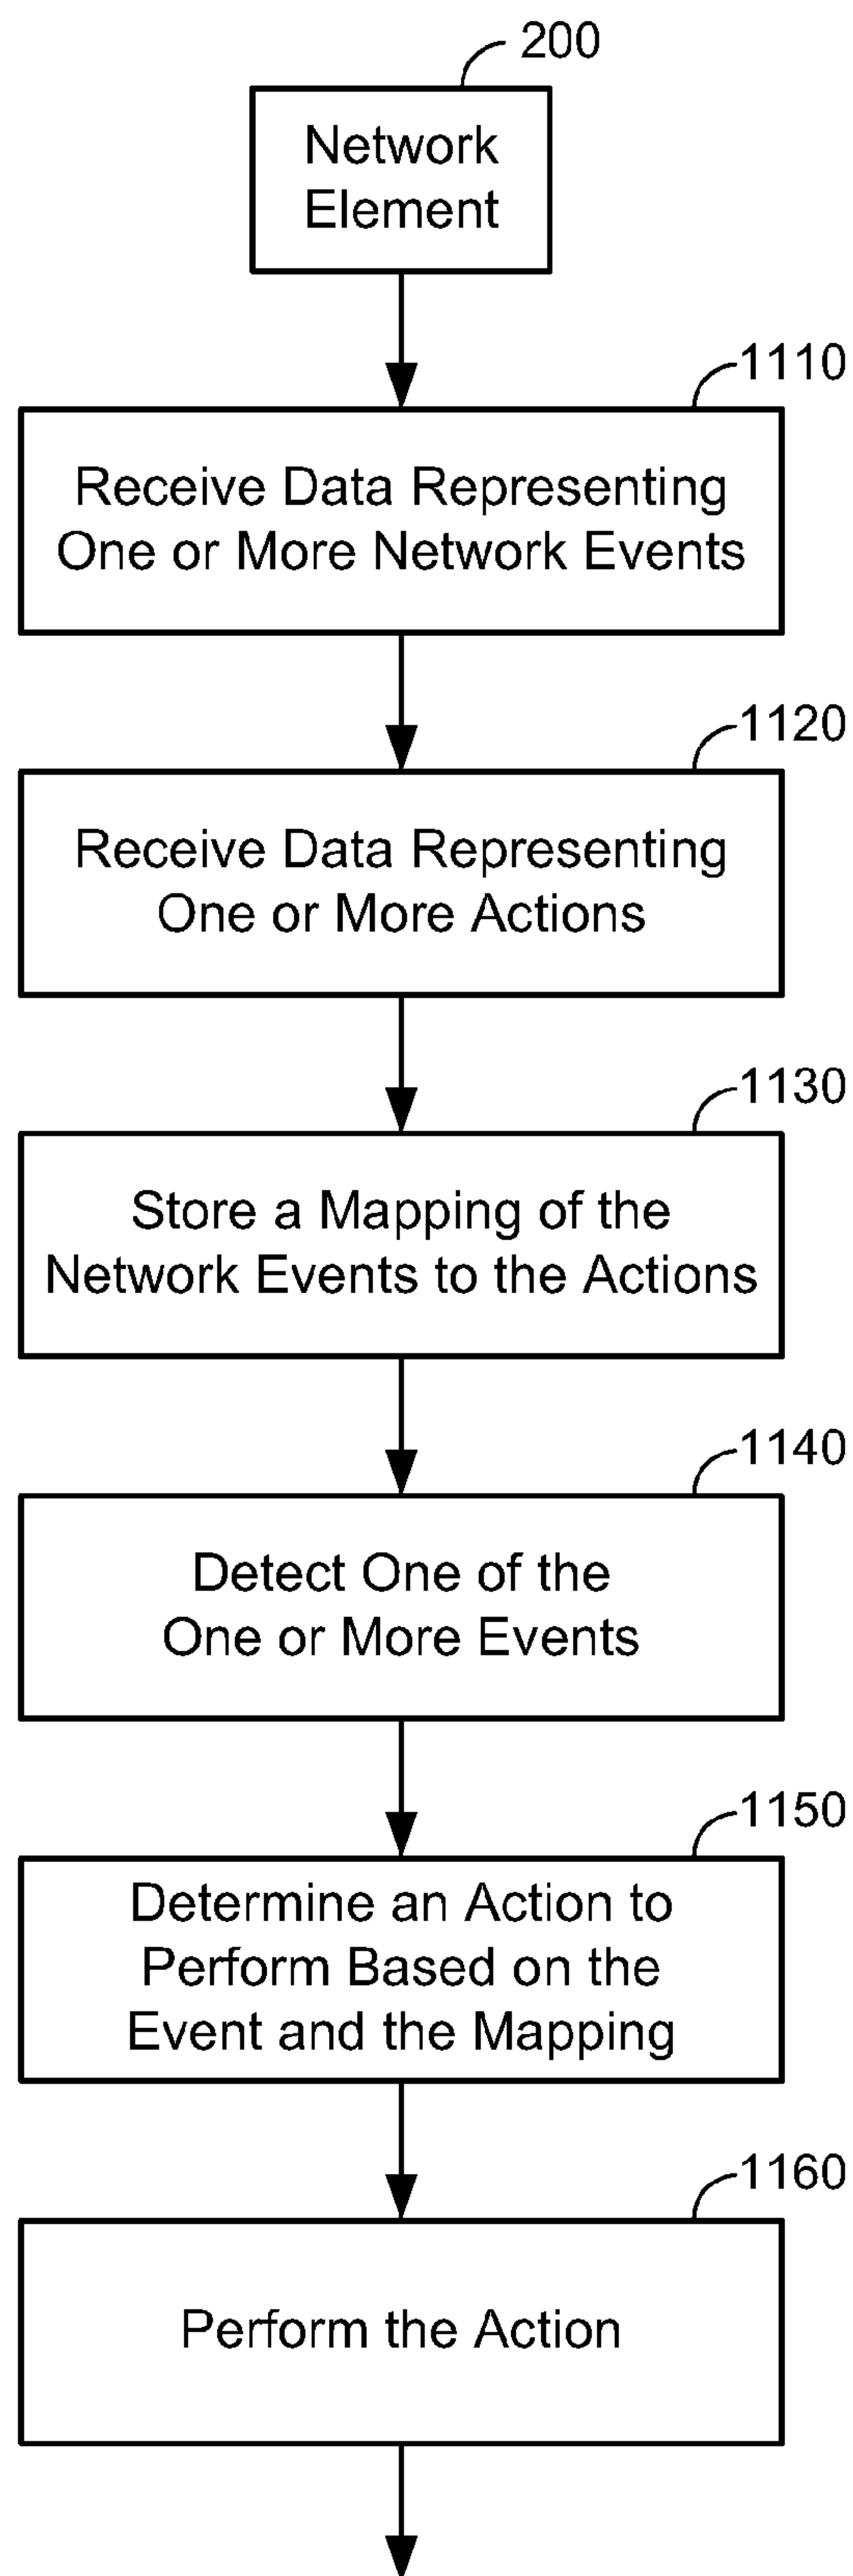 200
Network
Element
1110
Receive Data Representing
One or More Network Events
1120
Receive Data Representing
One or More Actions
1130
Store a Mapping of the
Network Events to the Actions
1140
Detect One of the
One or More Events
1150
Determine an Action to
Perform Based on the
Event and the Mapping
1160
Perform the Action